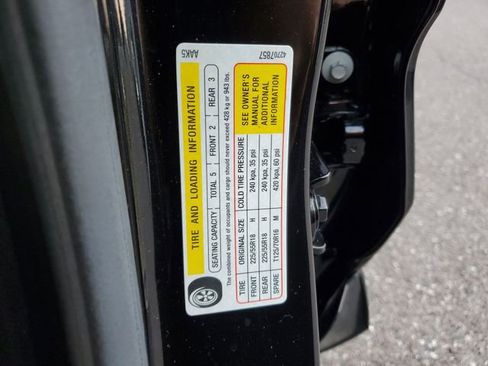 AAK5
42707857
TIRE AND LOADING INFORMATION
SEATING CAPACITY TOTAL 5 FRONT 2 REAR 3
The combined weight of occupants and cargo should never exceed 428 kg or 943 lbs.
TIRE ORIGINAL SIZE COLD TIRE PRESSURE
FRONT 225/55R18 H 240 kpa, 35 psi
REAR 225/55R18 H 240 kpa, 35 psi
SPARE T125/70R16 M 420 kpa, 60 psi
SEE OWNER'S
MANUAL FOR
ADDITIONAL
INFORMATION